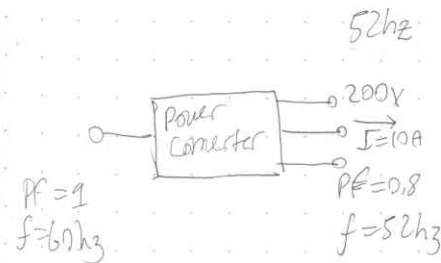 52hz
Power
Converter
200V
I=10A
Pf=1
f=60hz
Pf=0.8
f=52hz